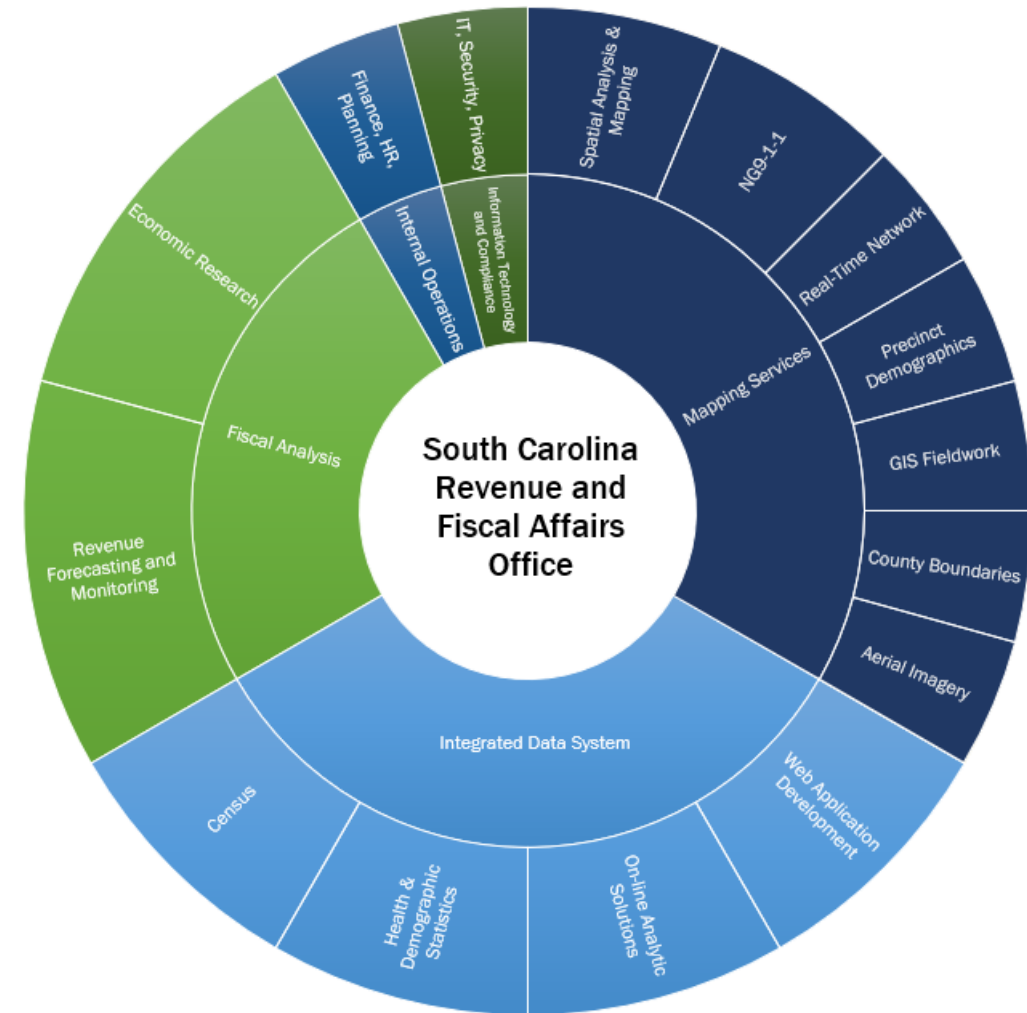 South Carolina
Revenue and
Fiscal Affairs
Office
Mapping Services
Spatial Analysis &
Mapping
NG9-1-1
Real-Time Network
Precinct
Demographics
GIS Fieldwork
County Boundaries
Aerial Imagery
Integrated Data System
Web Application
Development
On-line Analytic
Solutions
Health &
Demographic
Statistics
Census
Fiscal Analysis
Revenue
Forecasting and
Monitoring
Economic Research
Internal Operations
Finance, HR,
Planning
Information Technology
and Compliance
IT, Security, Privacy